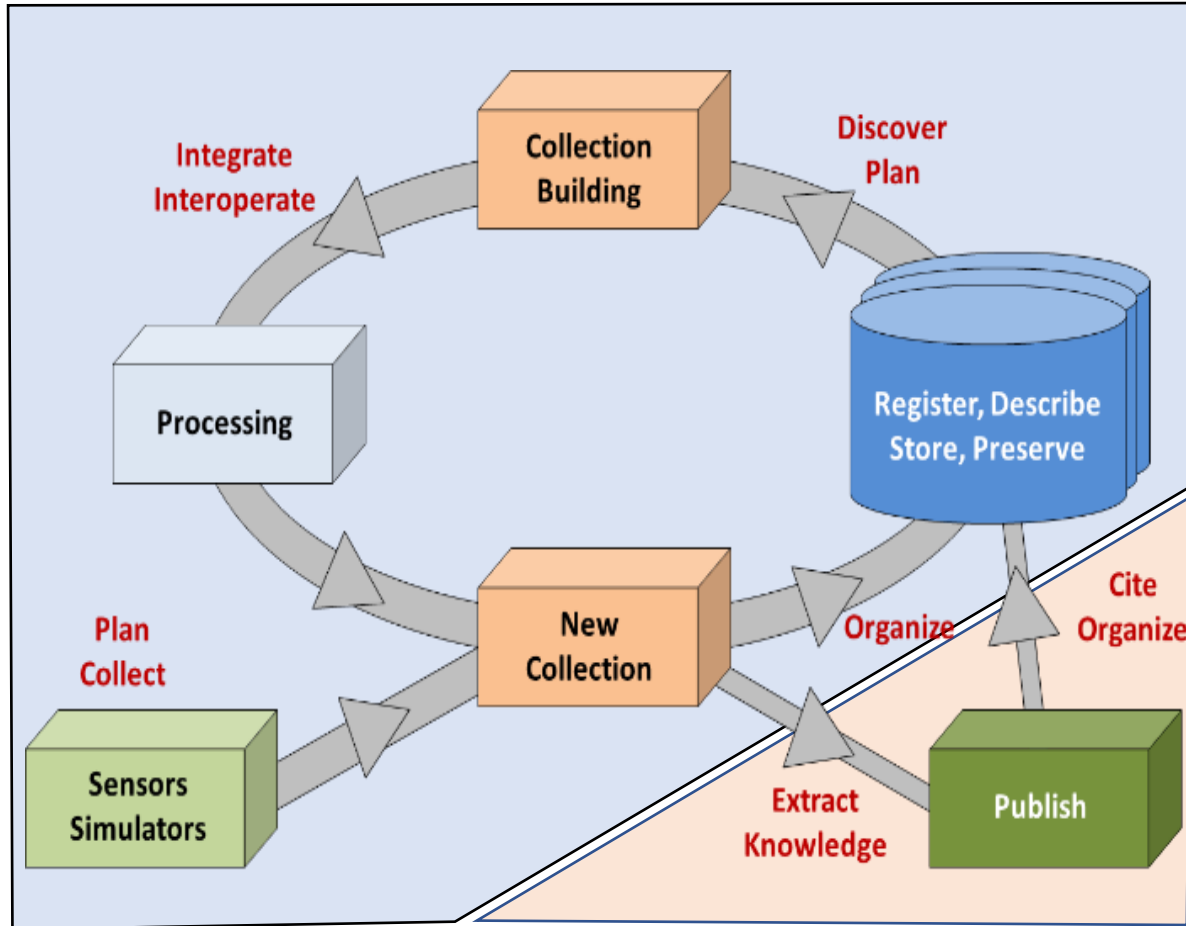 Collection
Building
Discover
Plan
Integrate
Interoperate
Register, Describe
Store, Preserve
Processing
New
Collection
Organize
Cite
Organize
Plan
Collect
Sensors
Simulators
Extract
Knowledge
Publish